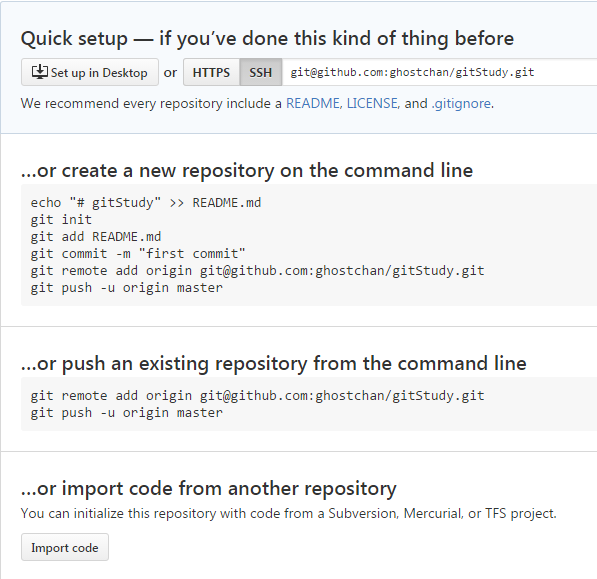 Quick setup — if you’ve done this kind of thing before
Set up in Desktop or HTTPS SSH git@github.com:ghostchan/gitStudy.git
We recommend every repository include a README, LICENSE, and .gitignore.
…or create a new repository on the command line
echo "# gitStudy" >> README.md
git init
git add README.md
git commit -m "first commit"
git remote add origin git@github.com:ghostchan/gitStudy.git
git push -u origin master
…or push an existing repository from the command line
git remote add origin git@github.com:ghostchan/gitStudy.git
git push -u origin master
…or import code from another repository
You can initialize this repository with code from a Subversion, Mercurial, or TFS project.
Import code